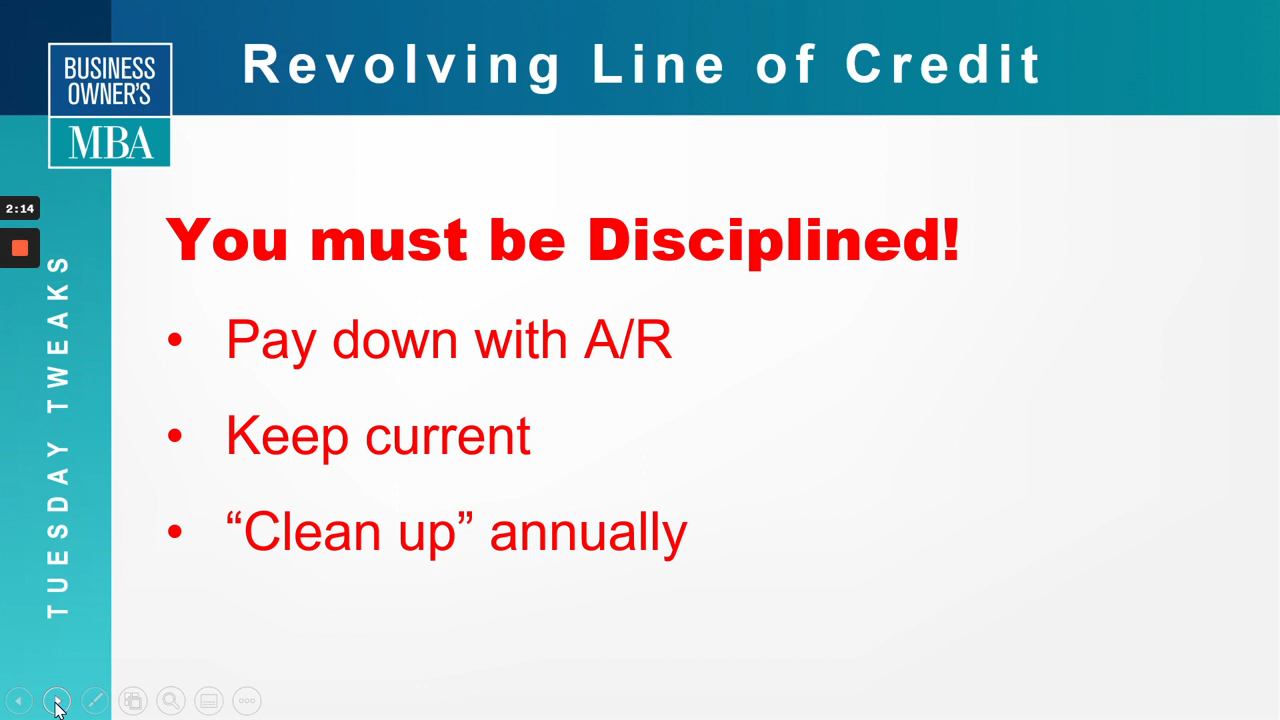 Revolving Line of Credit
BUSINESS
OWNER'S
MBA
2:14
TUESDAY TWEAKS
You must be Disciplined!
• Pay down with A/R
• Keep current
• “Clean up” annually